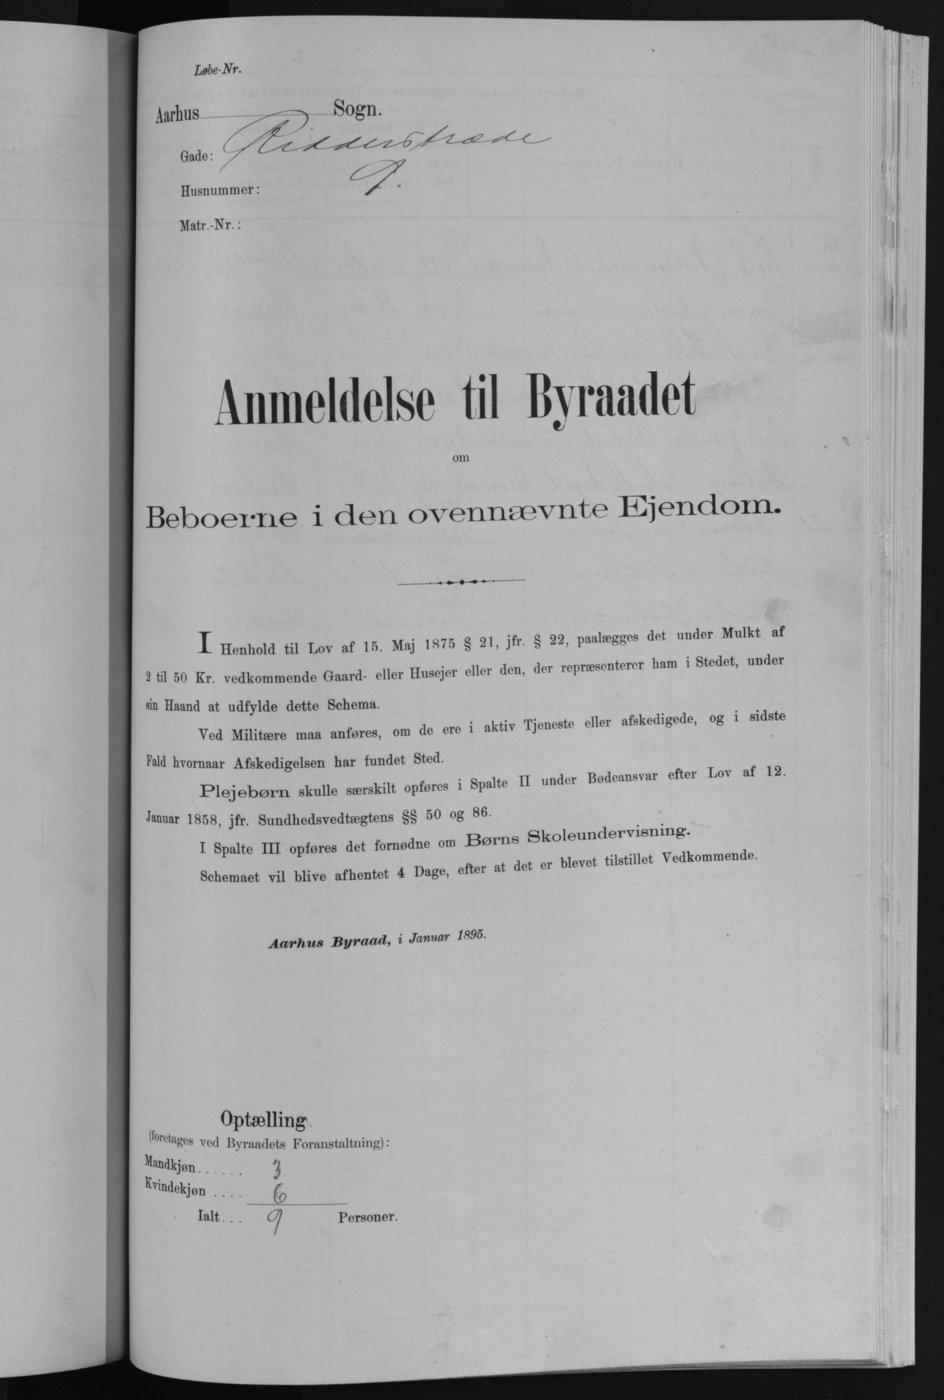 Løbe-Nr.
Aarhus Sogn.
Gade: Ridderstræde
Husnummer: 9.
Matr.-Nr.:
Anmeldelse til Byraadet
om
Beboerne i den ovennævnte Ejendom.
I Henhold til Lov af 15. Maj 1875 § 21, jfr. § 22, paalægges det under Mulkt af
2 til 50 Kr. vedkommende Gaard- eller Husejer eller den, der repræsenterer ham i Stedet, under
sin Haand at udfylde dette Schema.
Ved Militære maa anføres, om de ere i aktiv Tjeneste eller afskedigede, og i sidste
Fald hvornaar Afskedigelsen har fundet Sted.
Plejebørn skulle særskilt opføres i Spalte II under Bødeansvar efter Lov af 12.
Januar 1858, jfr. Sundhedsvedtægtens §§ 50 og 86.
I Spalte III opføres det fornødne om Børns Skoleundervisning.
Schemaet vil blive afhentet 4 Dage, efter at det er blevet tilstillet Vedkommende.
Aarhus Byraad, i Januar 1895.
Optælling
(foretages ved Byraadets Foranstaltning):
Mandkjøn...... 3
Kvindekjøn .... 6
Ialt... 9 Personer.